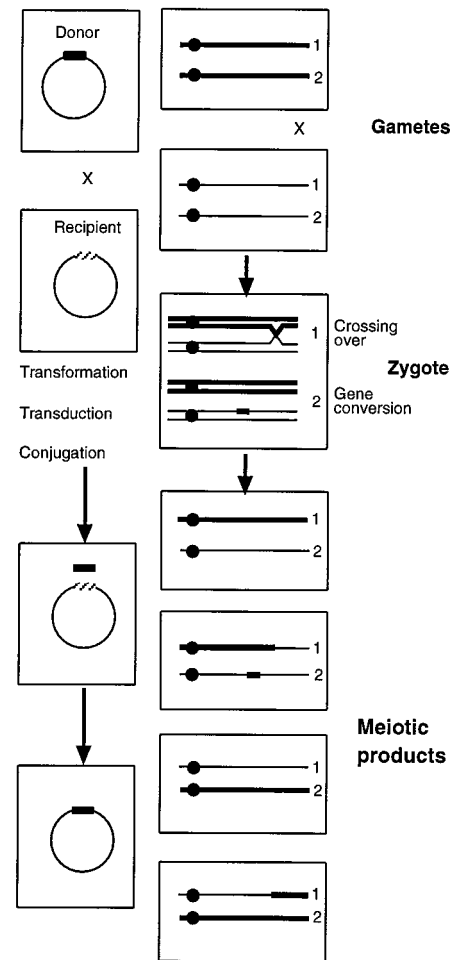 Donor
X
Recipient
Transformation
Transduction
Conjugation
1
2
X
Gametes
1
2
1
Crossing
over
Zygote
2
Gene
conversion
1
2
1
2
Meiotic
products
1
2
1
2